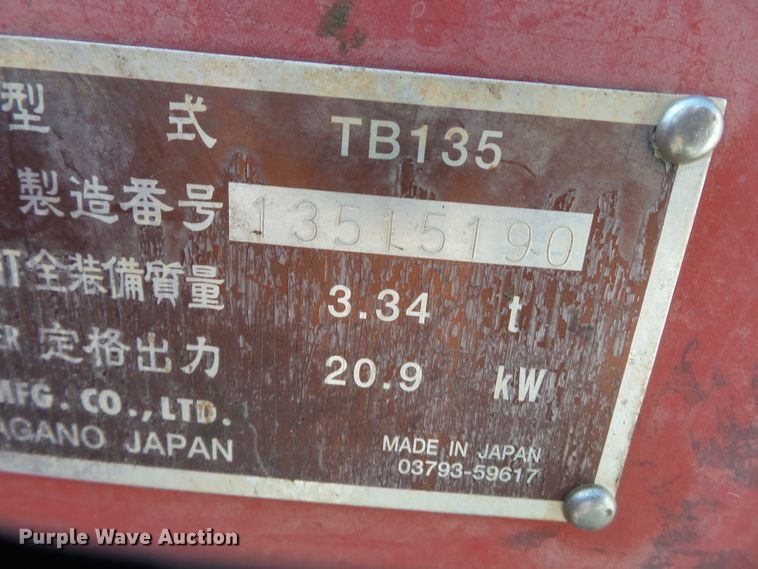 型 式 TB135
製造番号 13515190
全装備質量 3.34 t
定格出力 20.9 kW
MFG. CO., LTD.
AGANO JAPAN
MADE IN JAPAN
03793-59617
Purple Wave Auction